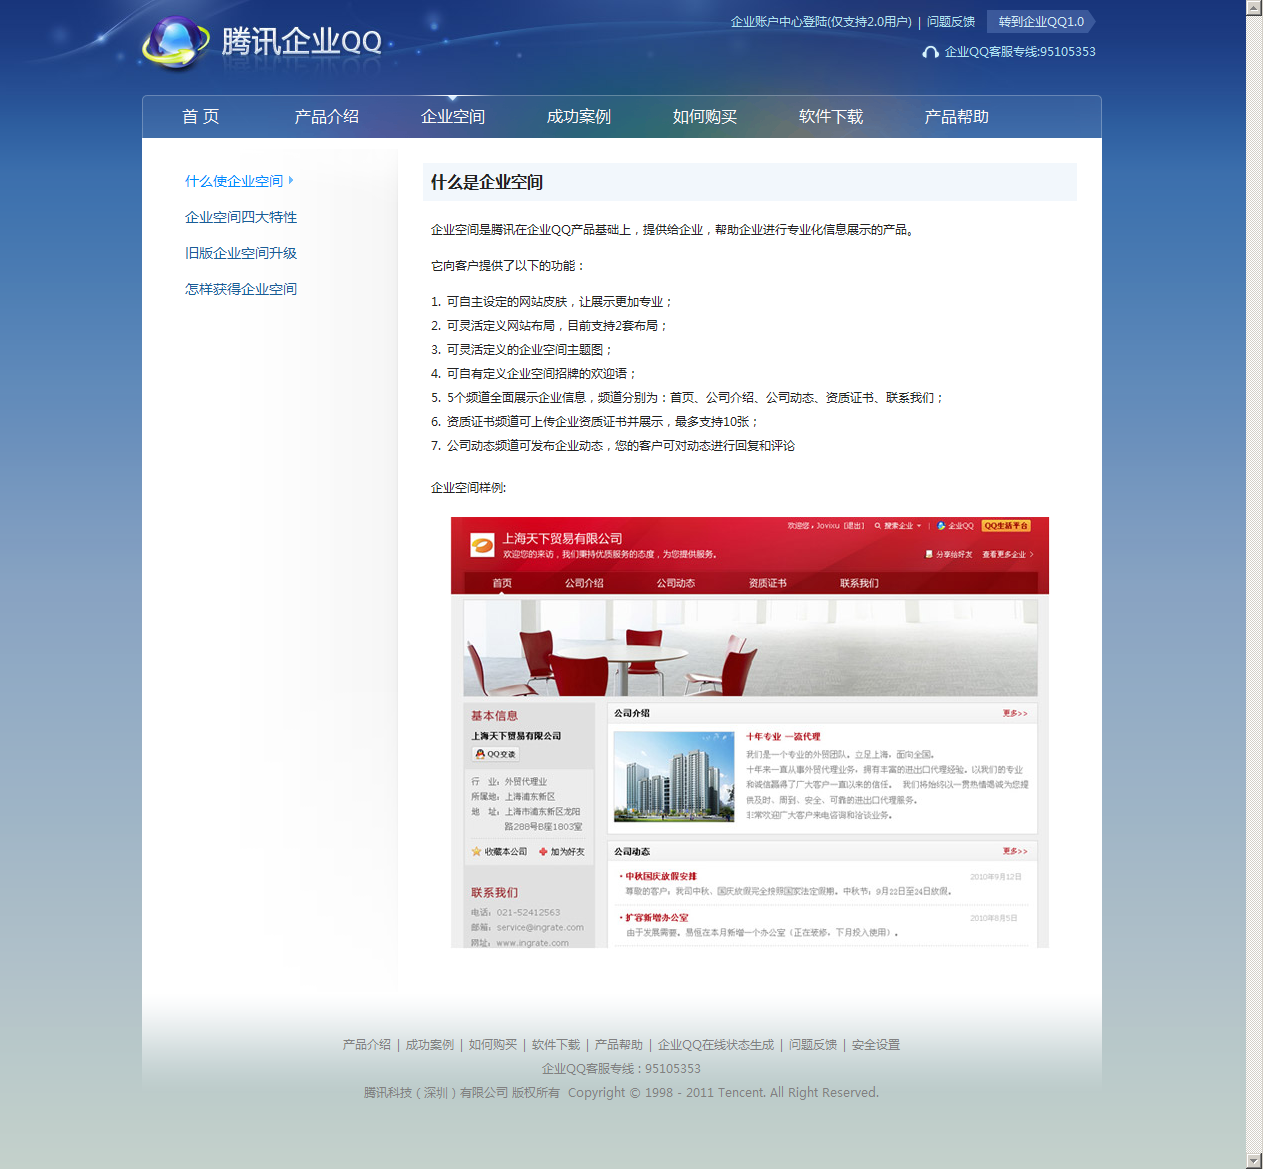 企业账户中心登陆(仅支持2.0用户) | 问题反馈 转到企业QQ1.0
腾讯企业QQ
企业QQ客服专线:95105353
首 页 产品介绍 企业空间 成功案例 如何购买 软件下载 产品帮助
什么使企业空间
企业空间四大特性
旧版企业空间升级
怎样获得企业空间
什么是企业空间
企业空间是腾讯在企业QQ产品基础上，提供给企业，帮助企业进行专业化信息展示的产品。
它向客户提供了以下的功能：
1. 可自主设定的网站皮肤，让展示更加专业；
2. 可灵活定义网站布局，目前支持2套布局；
3. 可灵活定义的企业空间主题图；
4. 可自有定义企业空间招牌的欢迎语；
5. 5个频道全面展示企业信息，频道分别为：首页、公司介绍、公司动态、资质证书、联系我们；
6. 资质证书频道可上传企业资质证书并展示，最多支持10张；
7. 公司动态频道可发布企业动态，您的客户可对动态进行回复和评论
企业空间样例:
欢迎您，Jovixu [退出] 搜索企业 | 企业QQ QQ生活平台
上海天下贸易有限公司
欢迎您的来访，我们秉持优质服务的态度，为您提供服务。
分享给好友 查看更多企业 >
首页 公司介绍 公司动态 资质证书 联系我们
基本信息
上海天下贸易有限公司
QQ交谈
行 业：外贸代理业
所属地：上海浦东新区
地 址：上海市浦东新区龙阳
路288号B座1803室
收藏本公司 加为好友
联系我们
电话：021-52412563
邮箱：service@ingrate.com
网址：www.ingrate.com
公司介绍 更多>>
十年专业 一流代理
我们是一个专业的外贸团队。立足上海，面向全国。
十年来一直从事外贸代理业务，拥有丰富的进出口代理经验。以我们的专业
和诚信赢得了广大客户一直以来的信任。 我们将始终以一贯热情竭诚为您提
供及时、周到、安全、可靠的进出口代理服务。
非常欢迎广大客户来电咨询和洽谈业务。
公司动态 更多>>
·中秋国庆放假安排 2010年9月12日
尊敬的客户：我司中秋、国庆放假完全按照国家法定假期。中秋节：9月22日至24日放假。
·扩容新增办公室 2010年8月5日
由于发展需要。易恒在本月新增一个办公室（正在装修，下月投入使用）。
产品介绍 | 成功案例 | 如何购买 | 软件下载 | 产品帮助 | 企业QQ在线状态生成 | 问题反馈 | 安全设置
企业QQ客服专线：95105353
腾讯科技（深圳）有限公司 版权所有 Copyright © 1998 - 2011 Tencent. All Right Reserved.